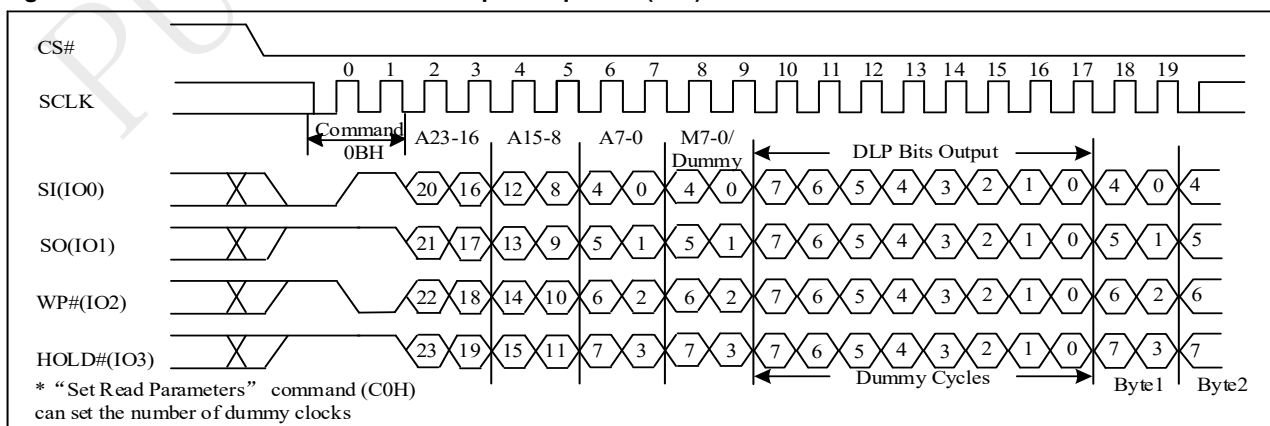 PU
CS#
0 1 2 3 4 5 6 7 8 9 10 11 12 13 14 15 16 17 18 19
SCLK
Command
0BH
A23-16 A15-8 A7-0 M7-0/
Dummy
DLP Bits Output
SI(IO0) 20 16 12 8 4 0 4 0 7 6 5 4 3 2 1 0 4 0 4
SO(IO1) 21 17 13 9 5 1 5 1 7 6 5 4 3 2 1 0 5 1 5
WP#(IO2) 22 18 14 10 6 2 6 2 7 6 5 4 3 2 1 0 6 2 6
HOLD#(IO3) 23 19 15 11 7 3 7 3 7 6 5 4 3 2 1 0 7 3 7
Dummy Cycles Byte1 Byte2
* “Set Read Parameters” command (C0H)
can set the number of dummy clocks